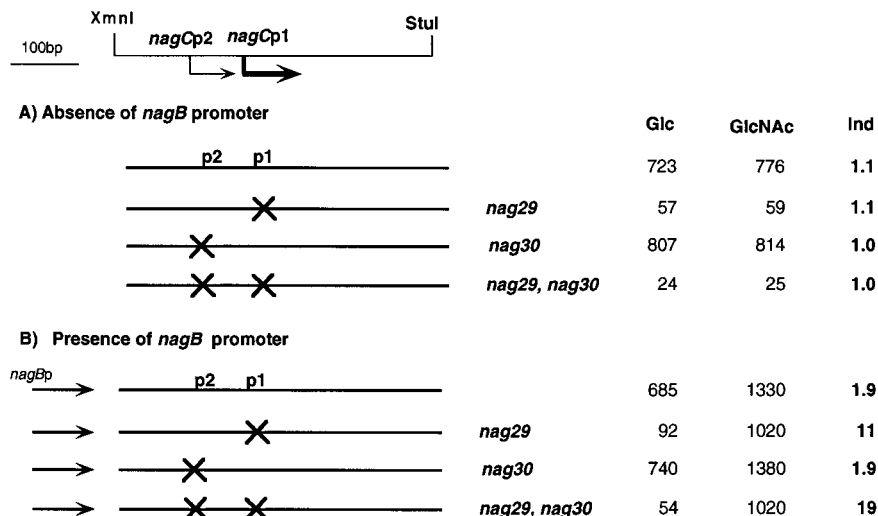 XmnI
StuI
nagCp2 nagCp1
100bp
A) Absence of nagB promoter
Glc GlcNAc Ind
p2 p1
723 776 1.1
nag29 57 59 1.1
nag30 807 814 1.0
nag29, nag30 24 25 1.0
B) Presence of nagB promoter
nagBp
p2 p1
685 1330 1.9
nag29 92 1020 11
nag30 740 1380 1.9
nag29, nag30 54 1020 19